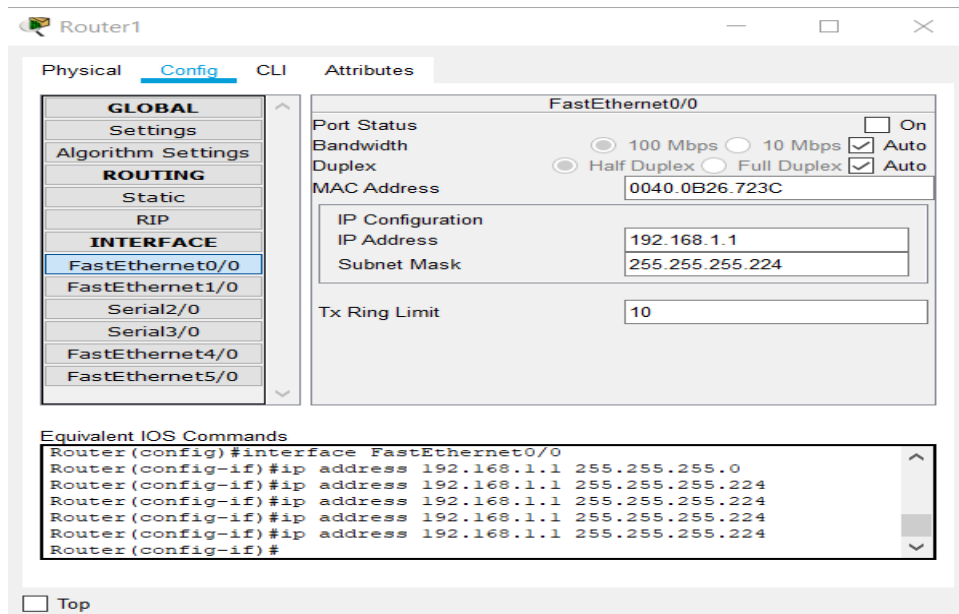 Router1
Physical Config CLI Attributes
GLOBAL
Settings
Algorithm Settings
ROUTING
Static
RIP
INTERFACE
FastEthernet0/0
FastEthernet1/0
Serial2/0
Serial3/0
FastEthernet4/0
FastEthernet5/0
FastEthernet0/0
Port Status On
Bandwidth 100 Mbps 10 Mbps Auto
Duplex Half Duplex Full Duplex Auto
MAC Address 0040.0B26.723C
IP Configuration
IP Address 192.168.1.1
Subnet Mask 255.255.255.224
Tx Ring Limit 10
Equivalent IOS Commands
Router(config)#interface FastEthernet0/0
Router(config-if)#ip address 192.168.1.1 255.255.255.0
Router(config-if)#ip address 192.168.1.1 255.255.255.224
Router(config-if)#ip address 192.168.1.1 255.255.255.224
Router(config-if)#ip address 192.168.1.1 255.255.255.224
Router(config-if)#ip address 192.168.1.1 255.255.255.224
Router(config-if)#
Top